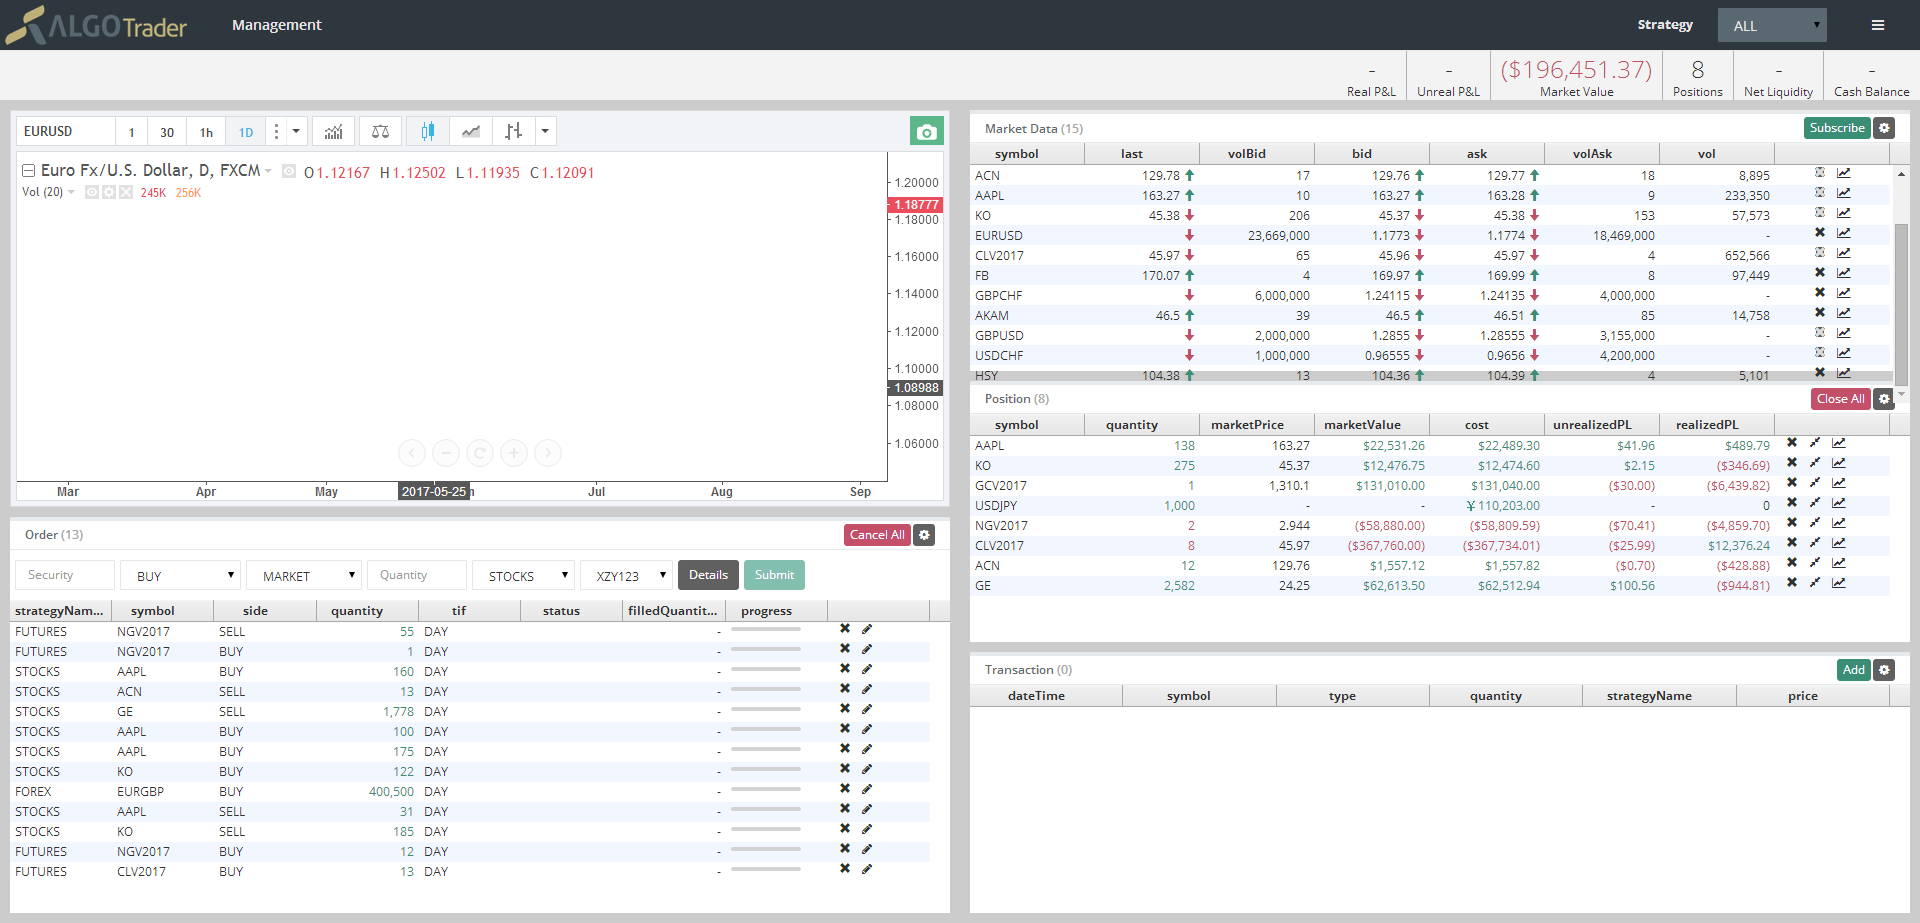 ALGOTrader Management Strategy ALL
- Real P&L
- Unreal P&L
($196,451.37) Market Value
8 Positions
- Net Liquidity
- Cash Balance
EURUSD 1 30 1h 1D
Euro Fx/U.S. Dollar, D, FXCM O1.12167 H1.12502 L1.11935 C1.12091
Vol (20) 245K 256K
1.20000
1.18777
1.18000
1.16000
1.14000
1.12000
1.10000
1.08988
1.08000
1.06000
Mar Apr May 2017-05-25 Jul Aug Sep
Order (13) Cancel All
Security BUY MARKET Quantity STOCKS XZY123 Details Submit
strategyNam... symbol side quantity tif status filledQuantit... progress
FUTURES NGV2017 SELL 55 DAY -
FUTURES NGV2017 BUY 1 DAY -
STOCKS AAPL BUY 160 DAY -
STOCKS ACN SELL 13 DAY -
STOCKS GE SELL 1,778 DAY -
STOCKS AAPL BUY 100 DAY -
STOCKS AAPL BUY 175 DAY -
STOCKS KO BUY 122 DAY -
FOREX EURGBP BUY 400,500 DAY -
STOCKS AAPL SELL 31 DAY -
STOCKS KO SELL 185 DAY -
FUTURES NGV2017 BUY 12 DAY -
FUTURES CLV2017 BUY 13 DAY -
Market Data (15) Subscribe
symbol last volBid bid ask volAsk vol
ACN 129.78 17 129.76 129.77 18 8,895
AAPL 163.27 10 163.27 163.28 9 233,350
KO 45.38 206 45.37 45.38 153 57,573
EURUSD 23,669,000 1.1773 1.1774 18,469,000 -
CLV2017 45.97 65 45.96 45.97 4 652,566
FB 170.07 4 169.97 169.99 8 97,449
GBPCHF 6,000,000 1.24115 1.24135 4,000,000 -
AKAM 46.5 39 46.5 46.51 85 14,758
GBPUSD 2,000,000 1.2855 1.28555 3,155,000 -
USDCHF 1,000,000 0.96555 0.9656 4,200,000 -
HSY 104.38 13 104.36 104.39 4 5,101
Position (8) Close All
symbol quantity marketPrice marketValue cost unrealizedPL realizedPL
AAPL 138 163.27 $22,531.26 $22,489.30 $41.96 $489.79
KO 275 45.37 $12,476.75 $12,474.60 $2.15 ($346.69)
GCV2017 1 1,310.1 $131,010.00 $131,040.00 ($30.00) ($6,439.82)
USDJPY 1,000 - - ¥110,203.00 - 0
NGV2017 2 2.944 ($58,880.00) ($58,809.59) ($70.41) ($4,859.70)
CLV2017 8 45.97 ($367,760.00) ($367,734.01) ($25.99) $12,376.24
ACN 12 129.76 $1,557.12 $1,557.82 ($0.70) ($428.88)
GE 2,582 24.25 $62,613.50 $62,512.94 $100.56 ($944.81)
Transaction (0) Add
dateTime symbol type quantity strategyName price